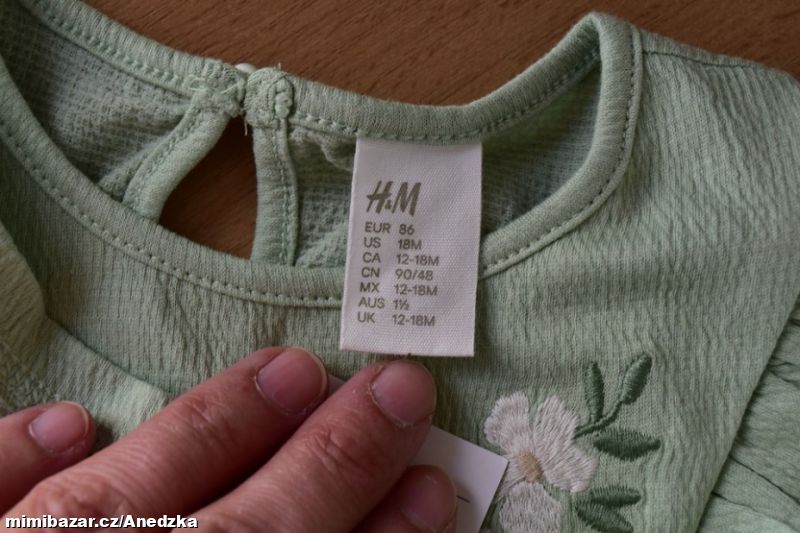 H&M
EUR 86
US 18M
CA 12-18M
CN 90/48
MX 12-18M
AUS 1½
UK 12-18M
mimibazar.cz/Anedzka